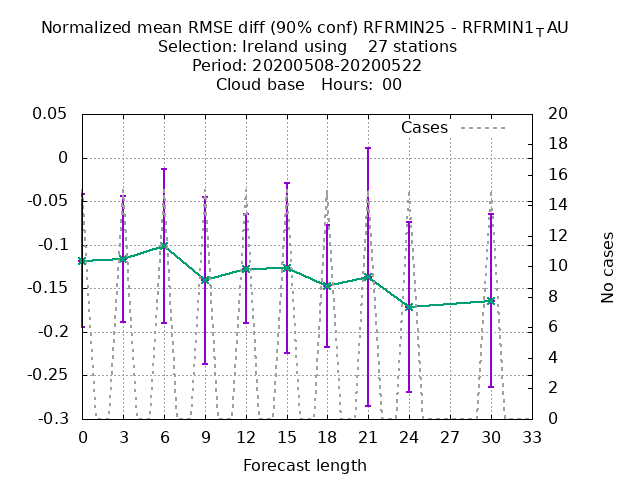 Normalized mean RMSE diff (90% conf) RFRMIN25 - RFRMIN1_TAU
Selection: Ireland using    27 stations
Period: 20200508-20200522
Cloud base   Hours: 00
Cases
0.05
0
-0.05
-0.1
-0.15
-0.2
-0.25
-0.3
20
18
16
14
12
10
8
6
4
2
0
No cases
0 3 6 9 12 15 18 21 24 27 30 33
Forecast length